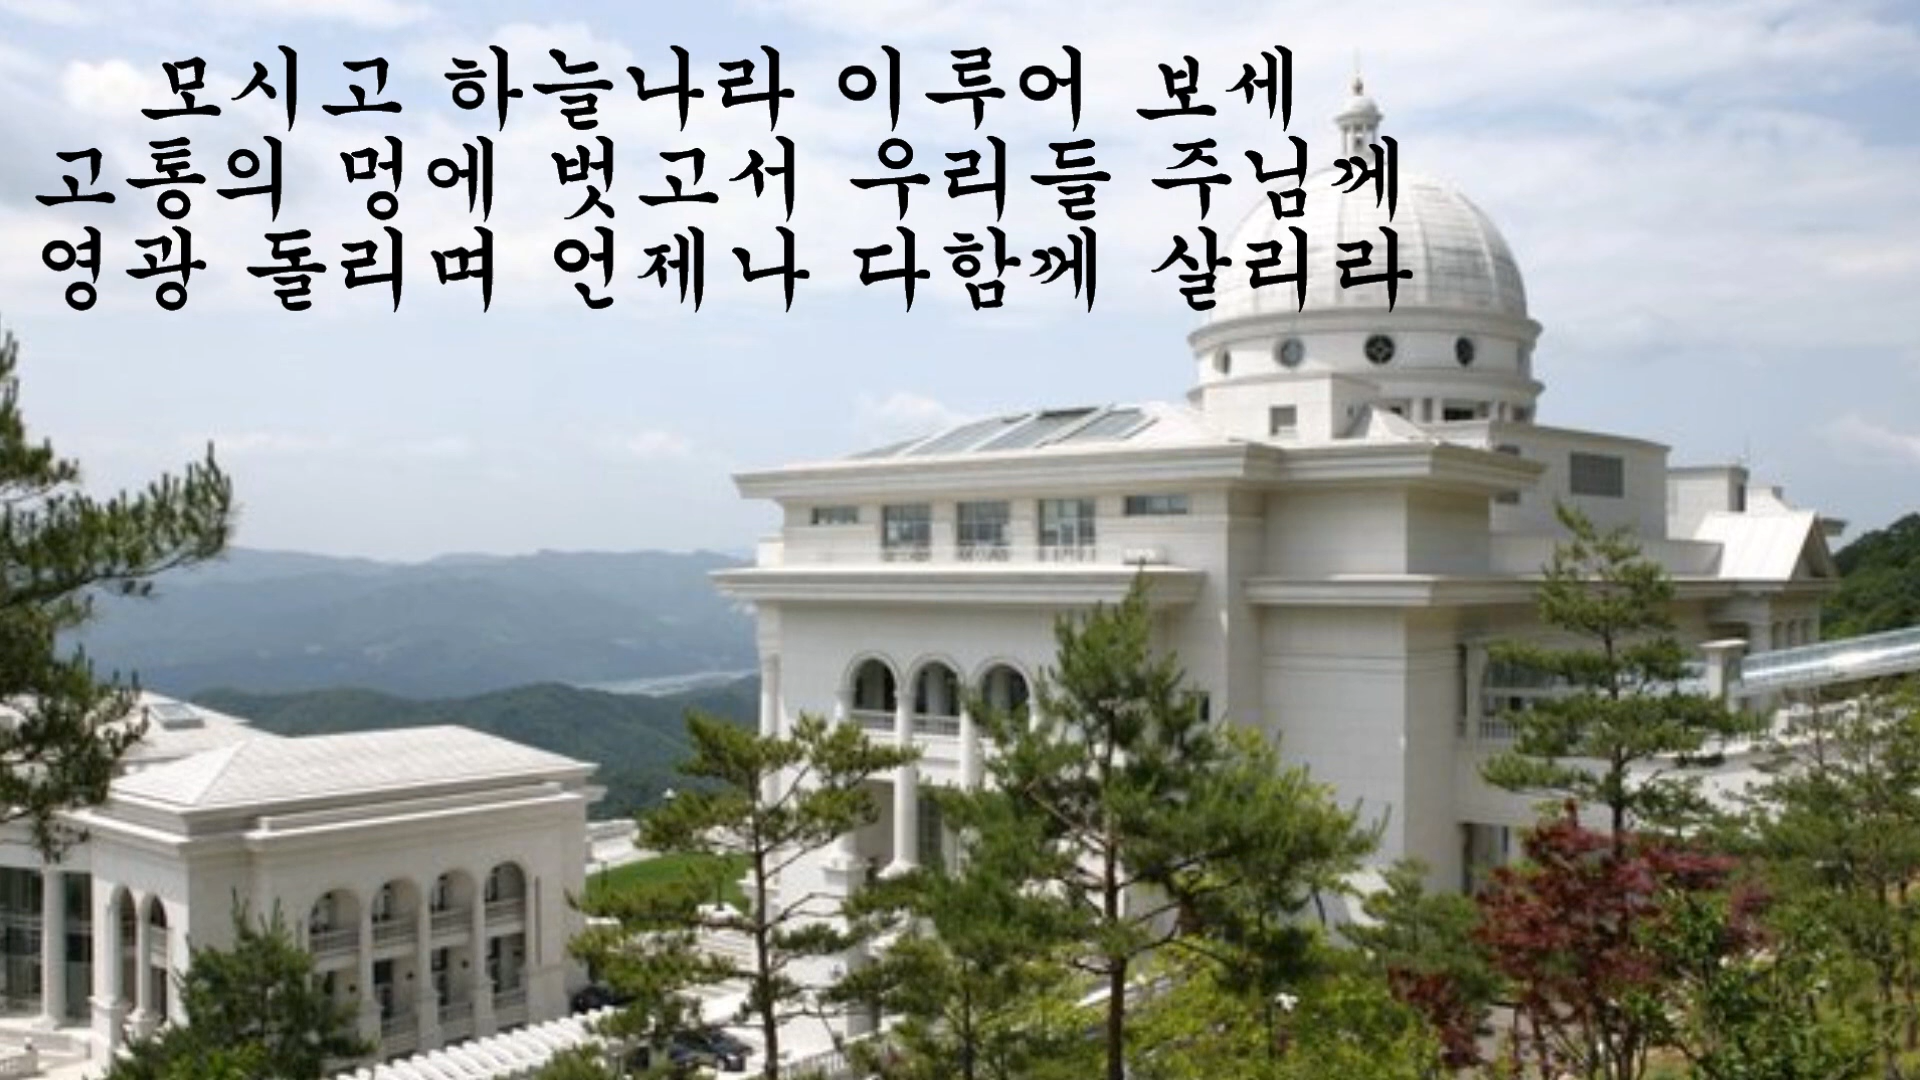 모시고 하늘나라 이루어 보세
고통의 멍에 벗고서 우리들 주님께
영광 돌리며 언제나 다함께 살리라